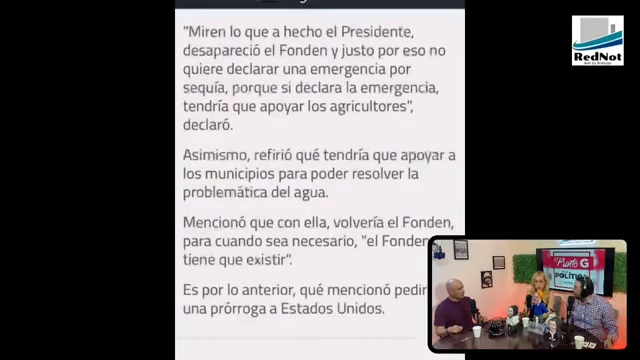 "Miren lo que a hecho el Presidente,
desapareció el Fonden y justo por eso no
quiere declarar una emergencia por
sequía, porque si declara la emergencia,
tendría que apoyar los agricultores",
declaró.
Asimismo, refirió qué tendría que apoyar a
los municipios para poder resolver la
problemática del agua.
Mencionó que con ella, volvería el Fonden,
para cuando sea necesario, "el Fonden
tiene que existir".
Es por lo anterior, qué mencionó pedir
una prórroga a Estados Unidos.
RedNot
Punto G
POLÍTICA